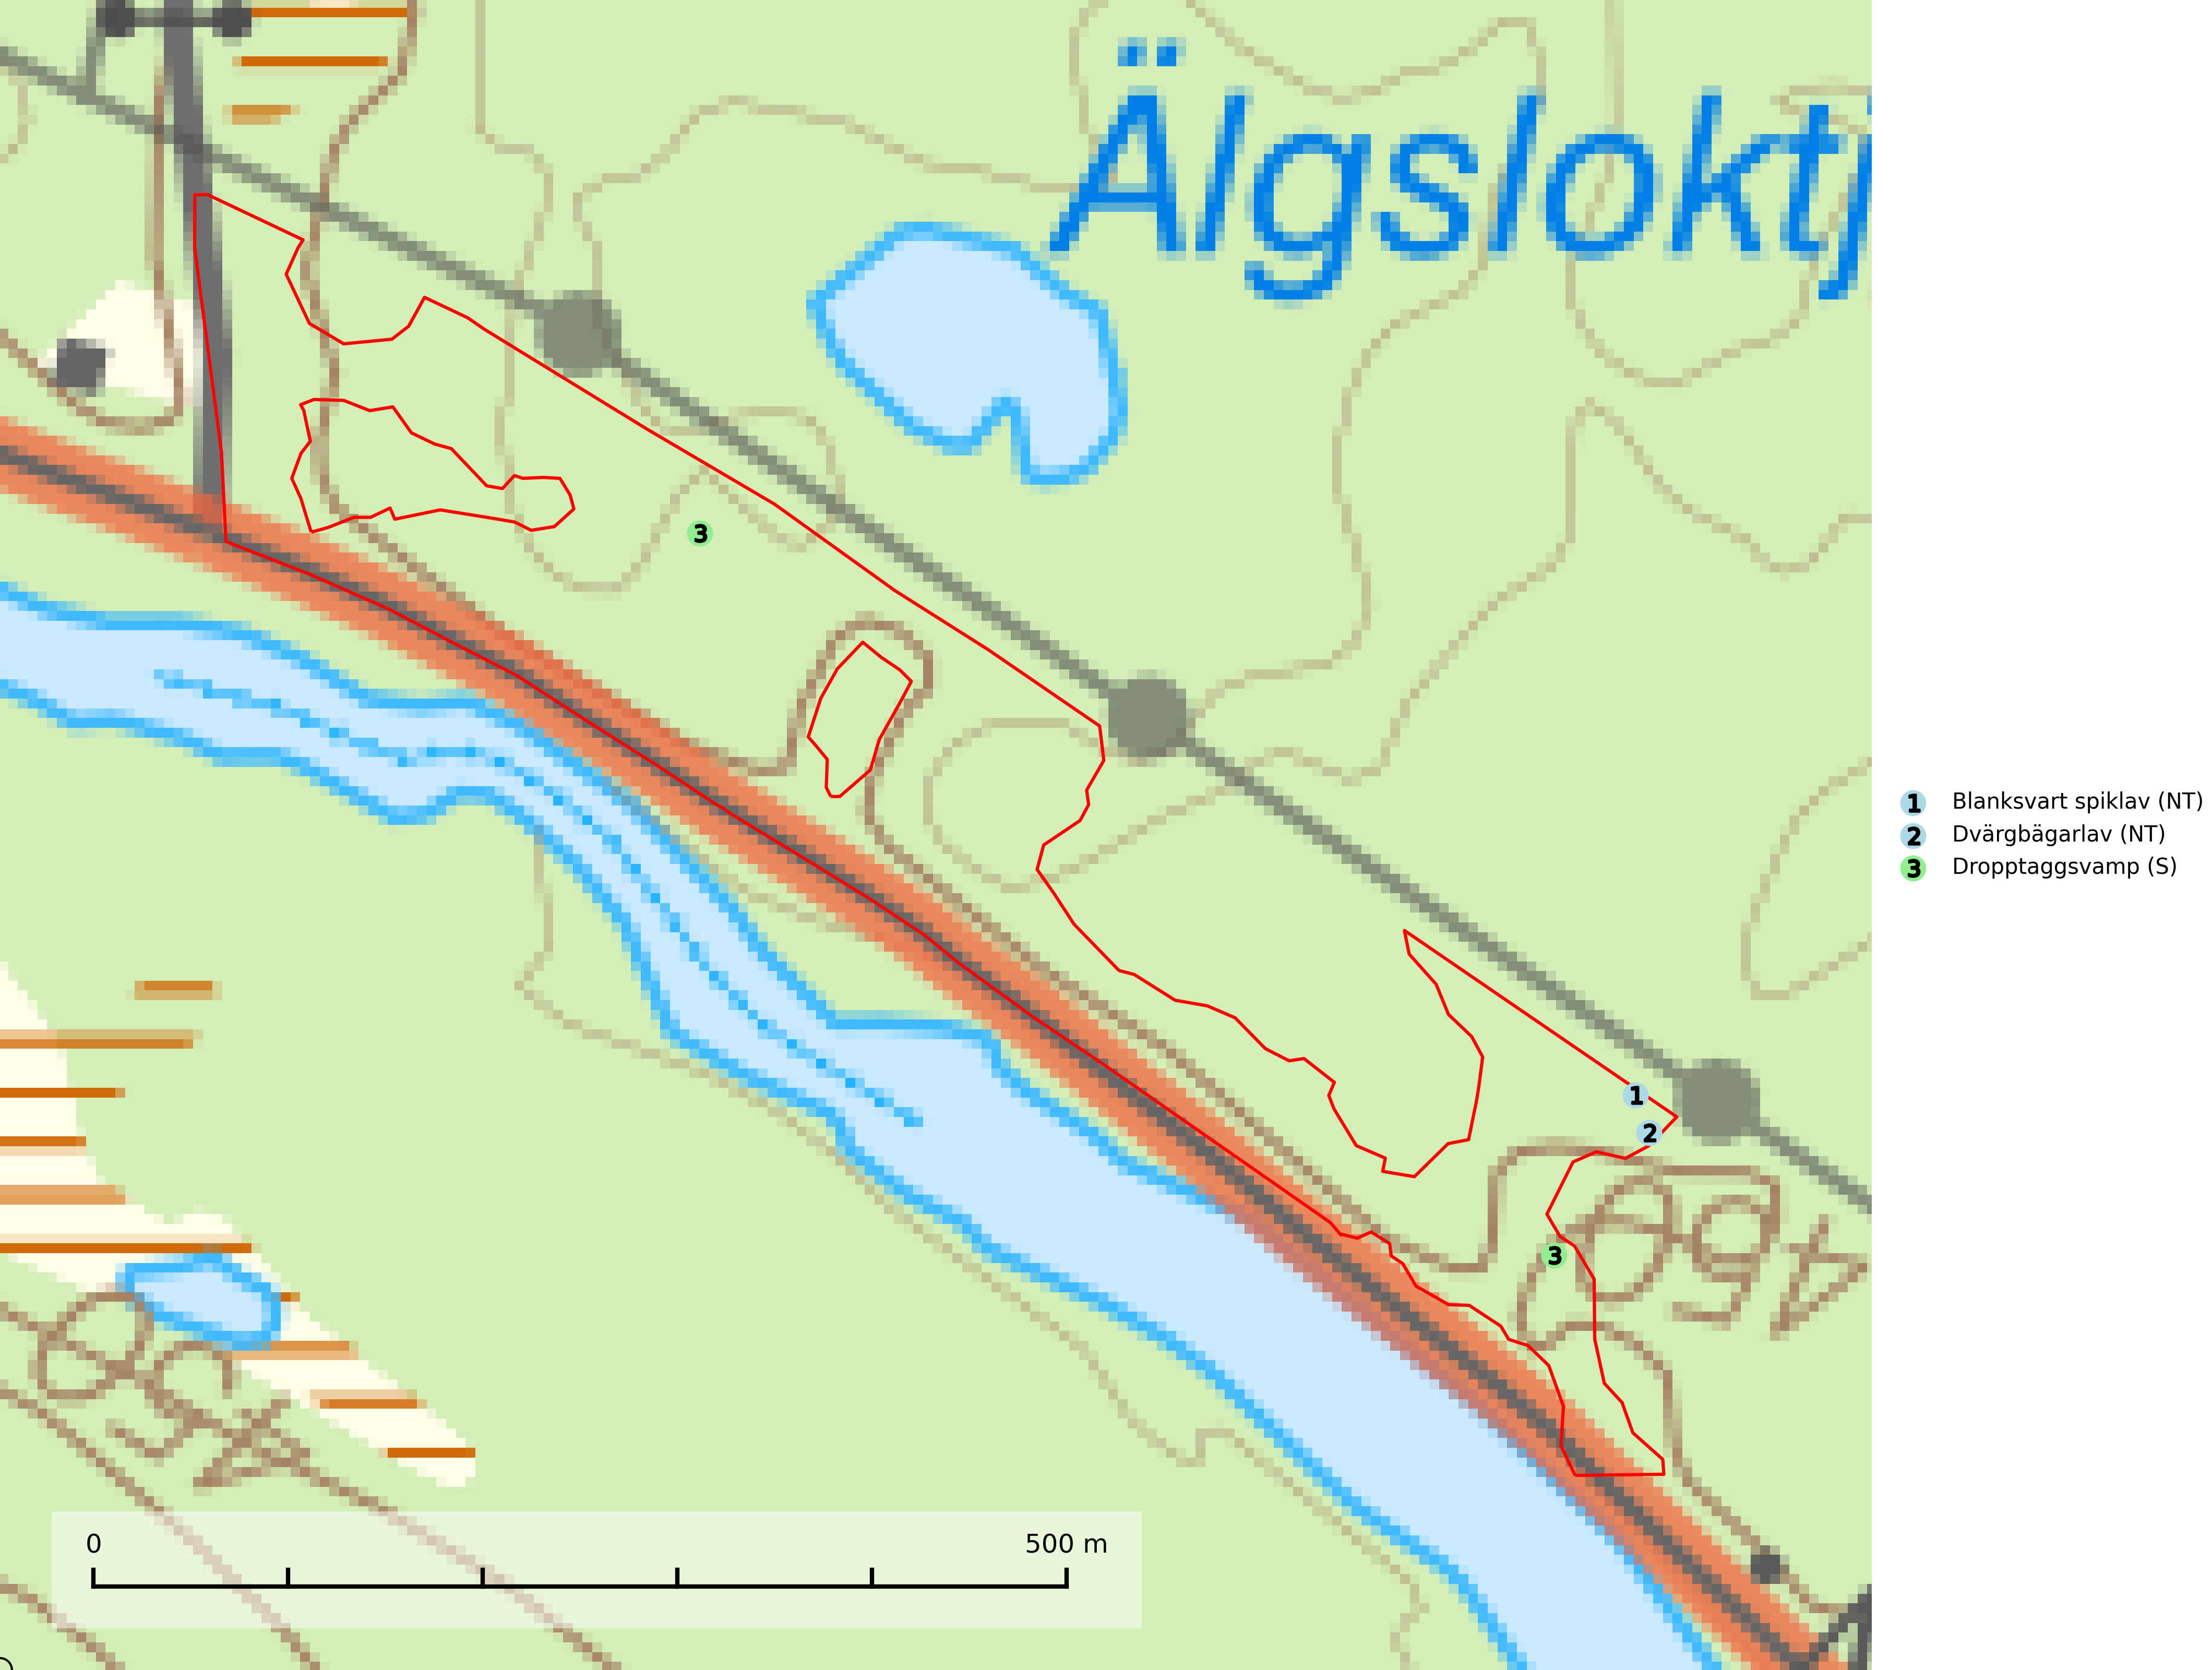 Älgsloktj
1 Blanksvart spiklav (NT)
2 Dvärgbägarlav (NT)
3 Dropptaggsvamp (S)
3
1
2
3
0 500 m